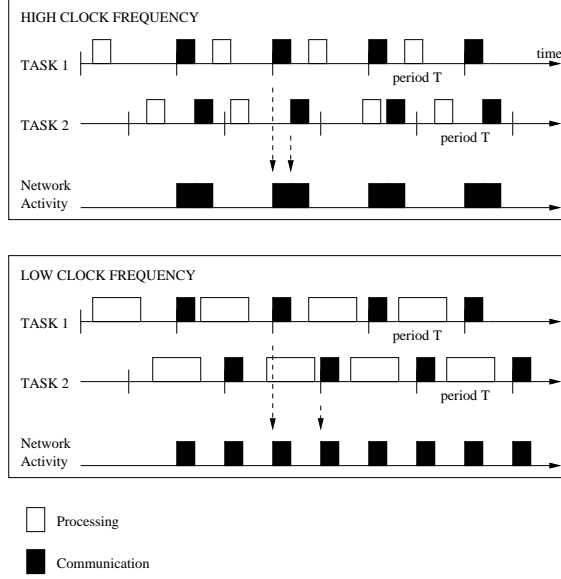 HIGH CLOCK FREQUENCY
TASK 1
time
period T
TASK 2
period T
Network
Activity
LOW CLOCK FREQUENCY
TASK 1
period T
TASK 2
period T
Network
Activity
Processing
Communication